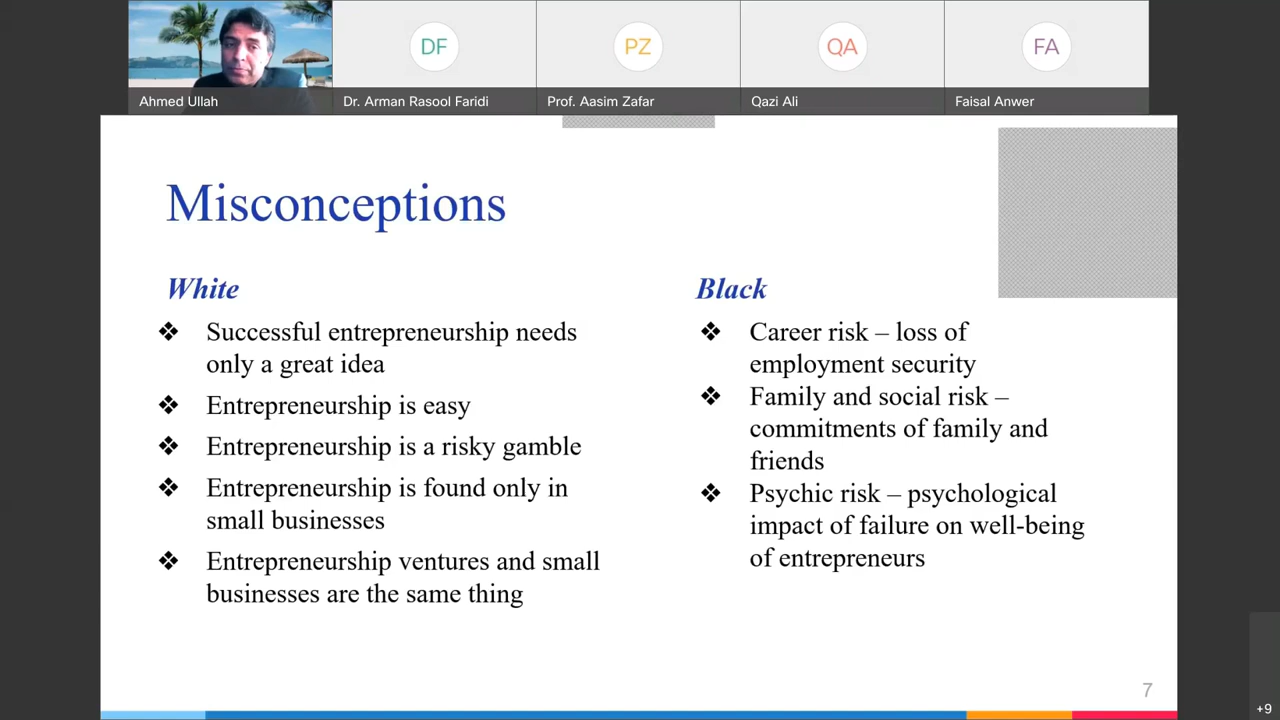 DF
PZ
QA
FA
Ahmed Ullah
Dr. Arman Rasool Faridi
Prof. Aasim Zafar
Qazi Ali
Faisal Anwer
Misconceptions
White
❖ Successful entrepreneurship needs
only a great idea
❖ Entrepreneurship is easy
❖ Entrepreneurship is a risky gamble
❖ Entrepreneurship is found only in
small businesses
❖ Entrepreneurship ventures and small
businesses are the same thing
Black
❖ Career risk – loss of
employment security
❖ Family and social risk –
commitments of family and
friends
❖ Psychic risk – psychological
impact of failure on well-being
of entrepreneurs
7
+9